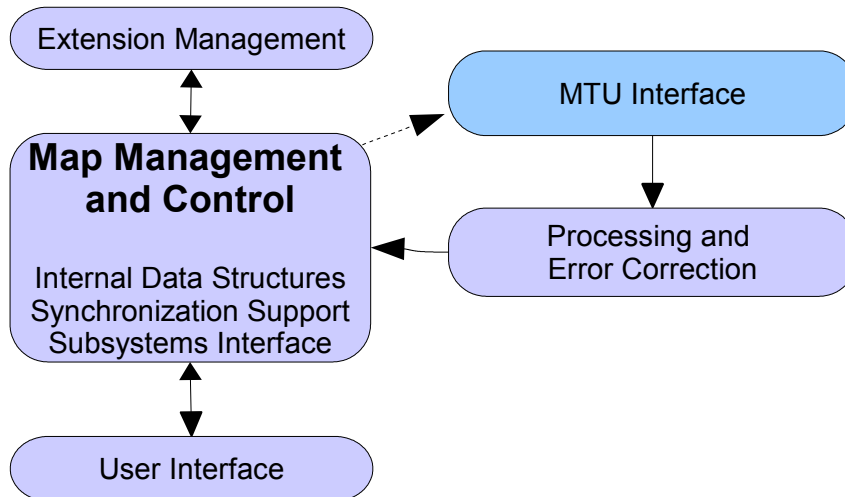 Extension Management
MTU Interface
Map Management
and Control
Internal Data Structures
Synchronization Support
Subsystems Interface
Processing and
Error Correction
User Interface